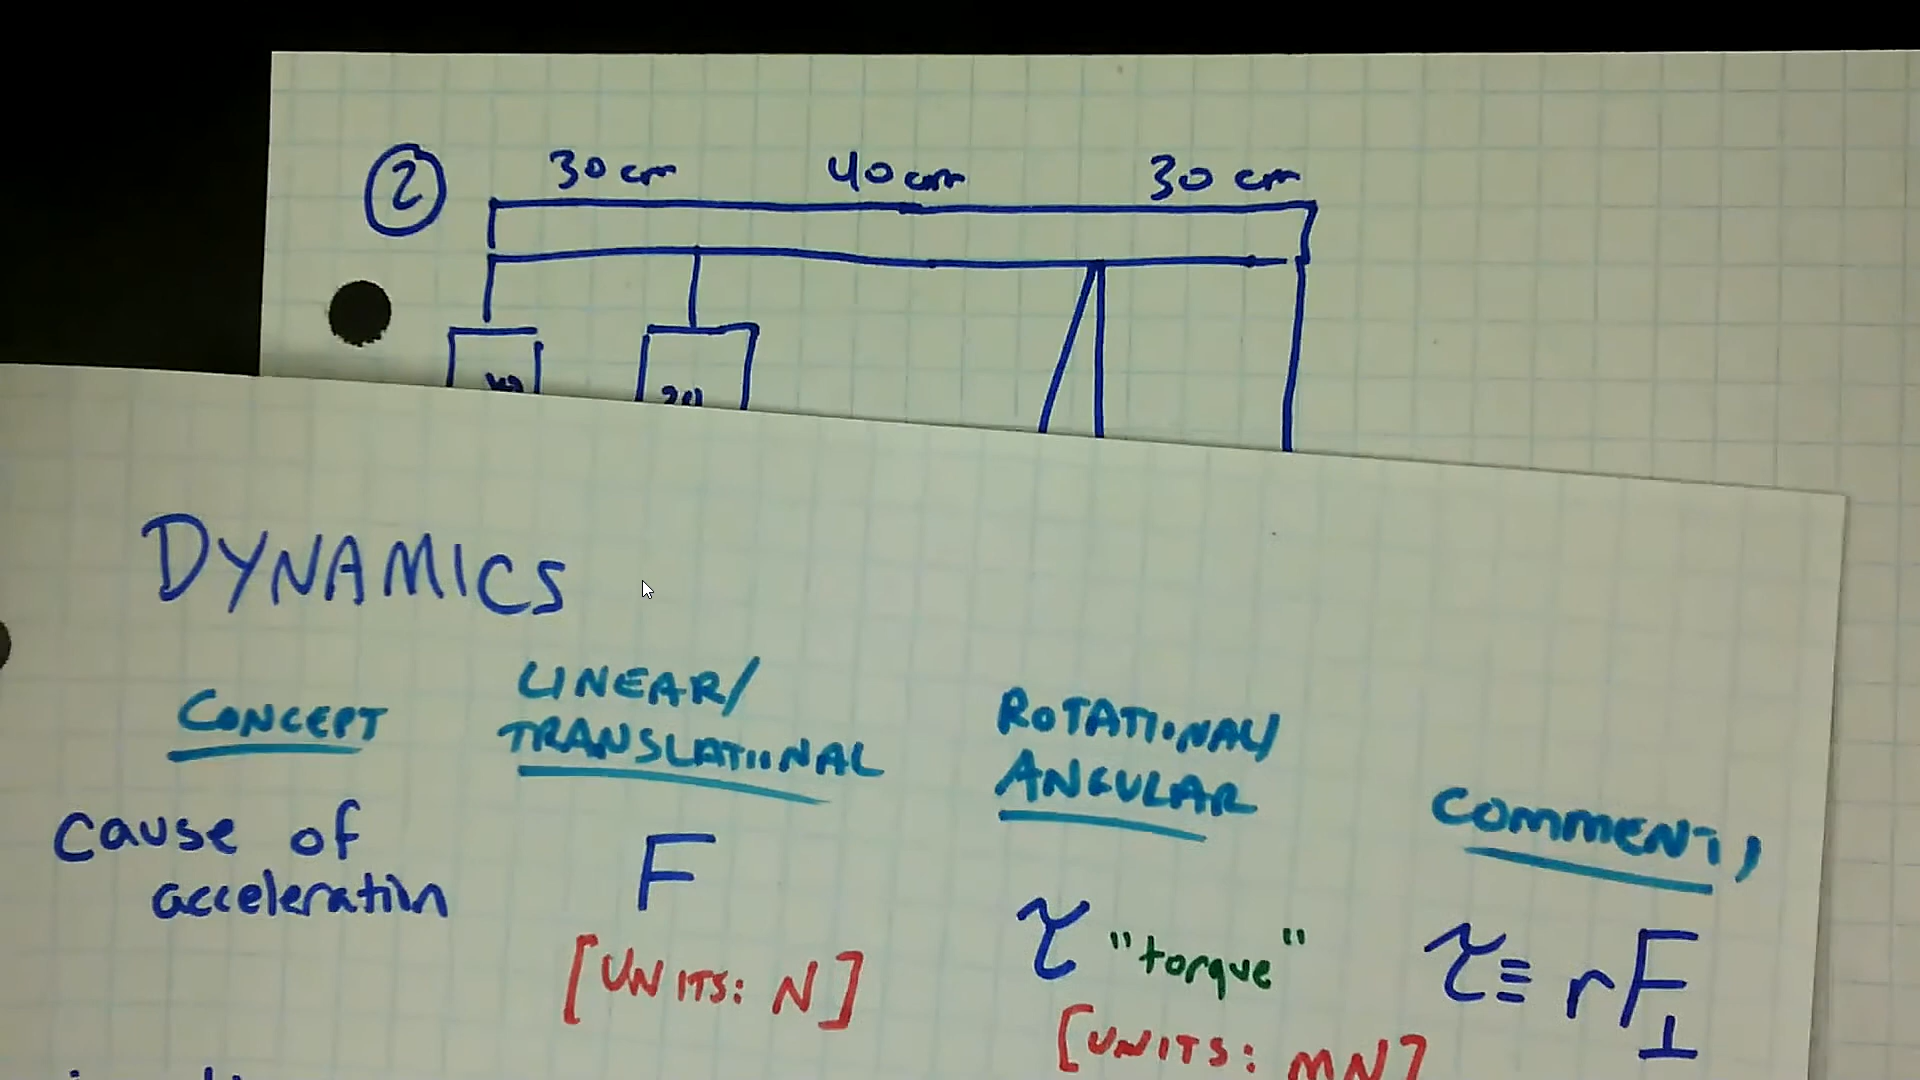 2
30 cm 40 cm 30 cm
DYNAMICS
CONCEPT
LINEAR/
TRANSLATIONAL
ROTATIONAL/
ANGULAR
COMMENTS
cause of
acceleration
F
[UNITS: N]
τ "torque"
[UNITS: MN]
τ ≡ rF⊥